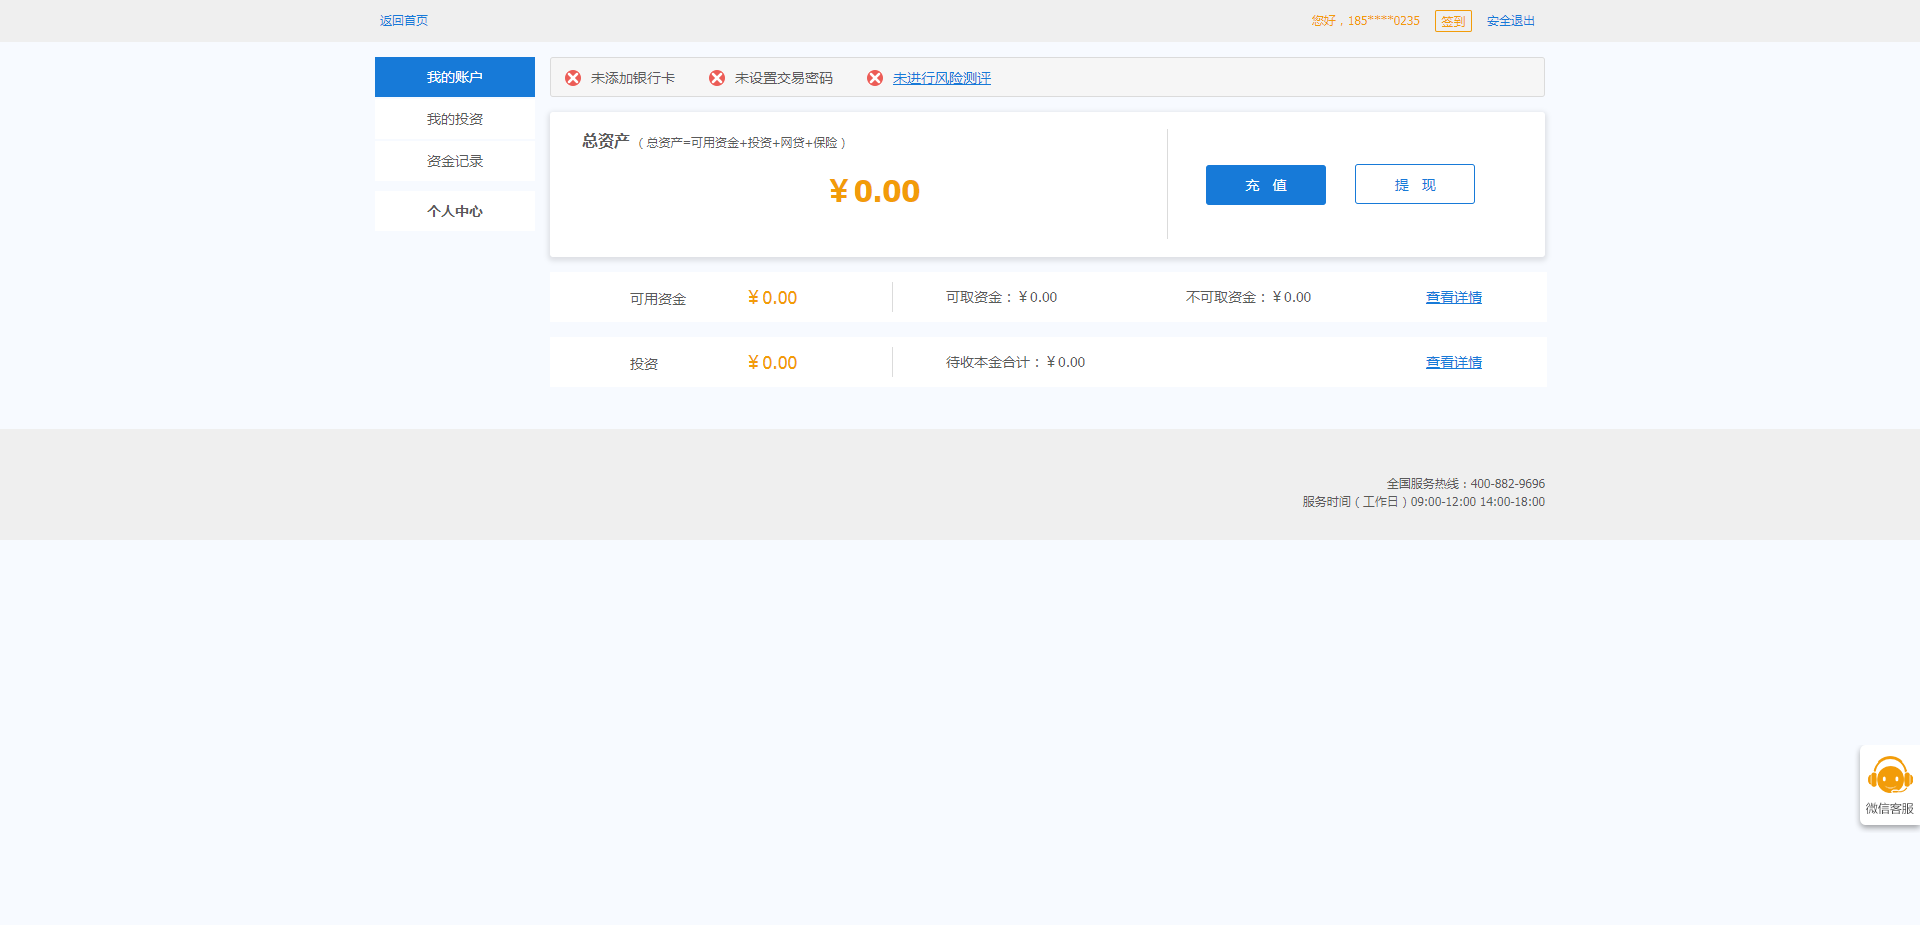 返回首页
您好，185****0235 签到 安全退出
我的账户
我的投资
资金记录
个人中心
未添加银行卡 未设置交易密码 未进行风险测评
总资产（总资产=可用资金+投资+网贷+保险）
¥0.00
充 值 提 现
可用资金 ¥0.00 可取资金：¥0.00 不可取资金：¥0.00 查看详情
投资 ¥0.00 待收本金合计：¥0.00 查看详情
全国服务热线：400-882-9696
服务时间（工作日）09:00-12:00 14:00-18:00
微信客服